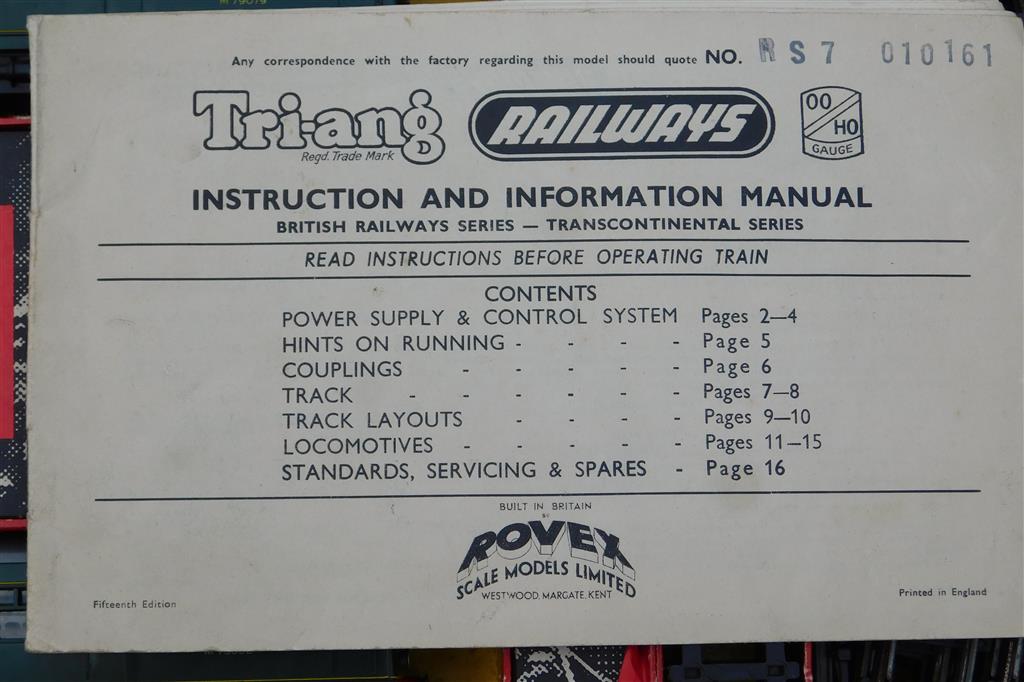 M 79079
Any correspondence with the factory regarding this model should quote NO. RS7 010161
Tri-ang
Regd. Trade Mark
RAILWAYS
OO/HO
GAUGE
INSTRUCTION AND INFORMATION MANUAL
BRITISH RAILWAYS SERIES — TRANSCONTINENTAL SERIES
READ INSTRUCTIONS BEFORE OPERATING TRAIN
CONTENTS
POWER SUPPLY & CONTROL SYSTEM Pages 2—4
HINTS ON RUNNING - - - - Page 5
COUPLINGS - - - - - Page 6
TRACK - - - - - - Pages 7—8
TRACK LAYOUTS - - - - Pages 9—10
LOCOMOTIVES - - - - - Pages 11—15
STANDARDS, SERVICING & SPARES - Page 16
BUILT IN BRITAIN
BY
ROVEX
SCALE MODELS LIMITED
WESTWOOD, MARGATE, KENT
Fifteenth Edition
Printed in England